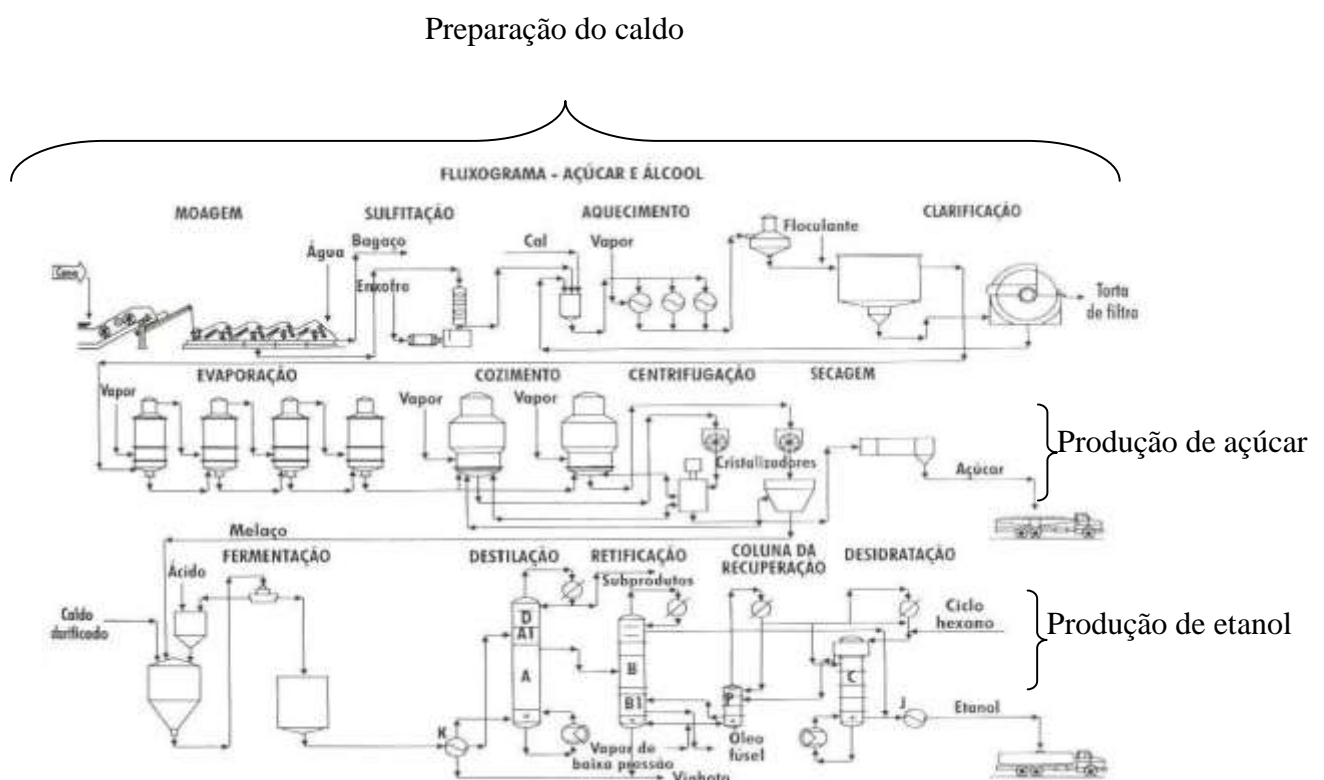 Preparação do caldo
FLUXOGRAMA - AÇÚCAR E ÁLCOOL
MOAGEM
SULFITAÇÃO
AQUECIMENTO
CLARIFICAÇÃO
Cana
Água
Bagaço
Enxofre
Cal
Vapor
Floculante
Torta
de filtro
EVAPORAÇÃO
COZIMENTO
CENTRIFUGAÇÃO
SECAGEM
Vapor
Vapor
Vapor
Cristalizadores
Açúcar
Produção de açúcar
Melaço
FERMENTAÇÃO
DESTILAÇÃO
RETIFICAÇÃO
COLUNA DA
RECUPERAÇÃO
DESIDRATAÇÃO
Ácido
Subprodutos
Caldo
clarificado
Ciclo
hexano
Produção de etanol
D
A1
A
B
B1
P
C
K
J
Etanol
Vapor de
baixa pressão
Óleo
fúsel
Vinhoto